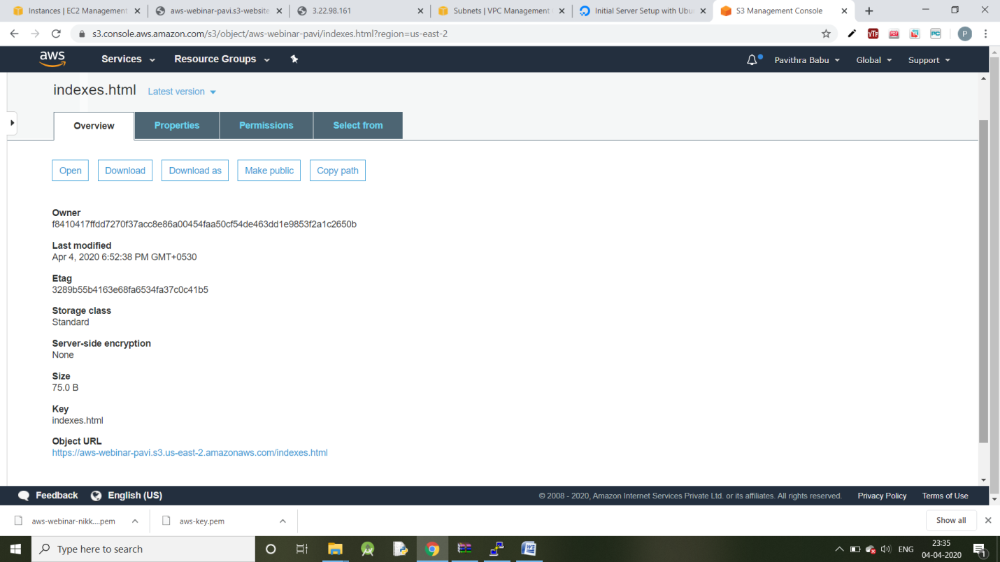 Instances | EC2 Management
aws-webinar-pavi.s3-website
3.22.98.161
Subnets | VPC Management
Initial Server Setup with Ubu
S3 Management Console
s3.console.aws.amazon.com/s3/object/aws-webinar-pavi/indexes.html?region=us-east-2
YTF
PDF
PC
P
aws
Services
Resource Groups
Pavithra Babu
Global
Support
indexes.html
Latest version
Overview
Properties
Permissions
Select from
Open
Download
Download as
Make public
Copy path
Owner
f8410417ffdd7270f37acc8e86a00454faa50cf54de463dd1e9853f2a1c2650b
Last modified
Apr 4, 2020 6:52:38 PM GMT+0530
Etag
3289b55b4163e68fa6534fa37c0c41b5
Storage class
Standard
Server-side encryption
None
Size
75.0 B
Key
indexes.html
Object URL
https://aws-webinar-pavi.s3.us-east-2.amazonaws.com/indexes.html
Feedback
English (US)
© 2008 - 2020, Amazon Internet Services Private Ltd. or its affiliates. All rights reserved.
Privacy Policy
Terms of Use
aws-webinar-nikk....pem
aws-key.pem
Show all
Type here to search
ENG
23:35
04-04-2020
1